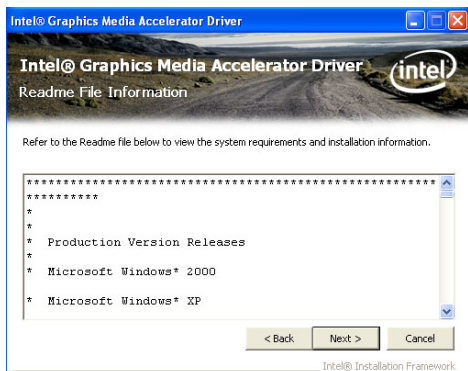 Intel® Graphics Media Accelerator Driver
Intel® Graphics Media Accelerator Driver
intel
Readme File Information
Refer to the Readme file below to view the system requirements and installation information.
********************************************************
**********
*
*
* Production Version Releases
*
* Microsoft Windows* 2000
* Microsoft Windows* XP
< Back
Next >
Cancel
Intel® Installation Framework